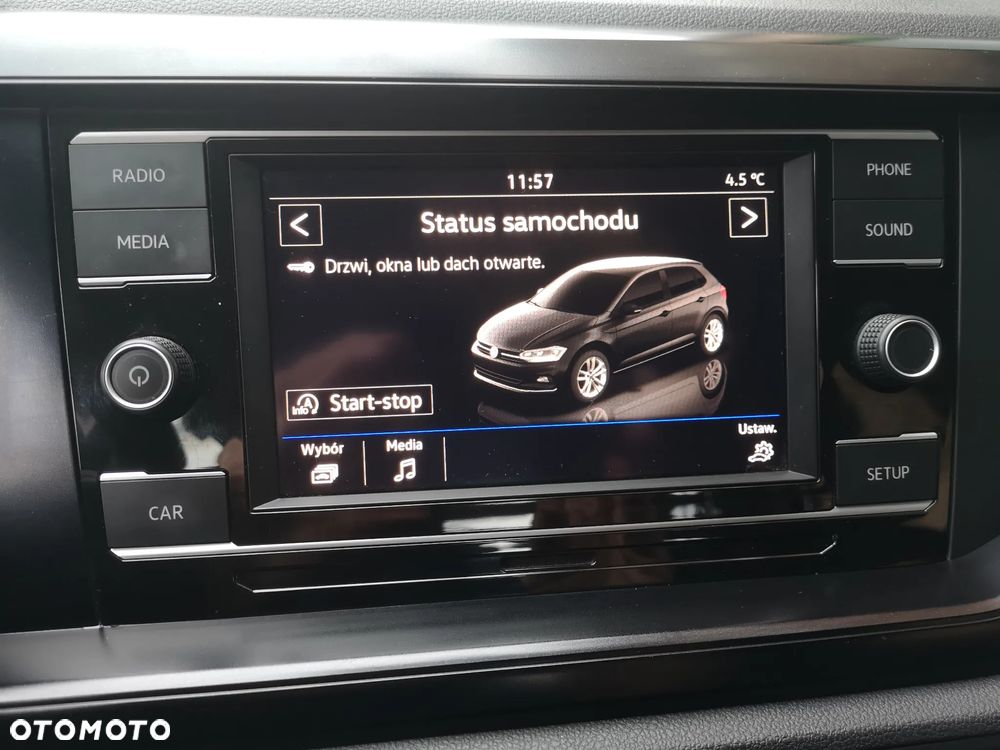 RADIO
MEDIA
CAR
11:57
4.5 °C
<
Status samochodu
>
Drzwi, okna lub dach otwarte.
Info A Start-stop
Wybór
Media
Ustaw.
PHONE
SOUND
SETUP
OTOMOTO